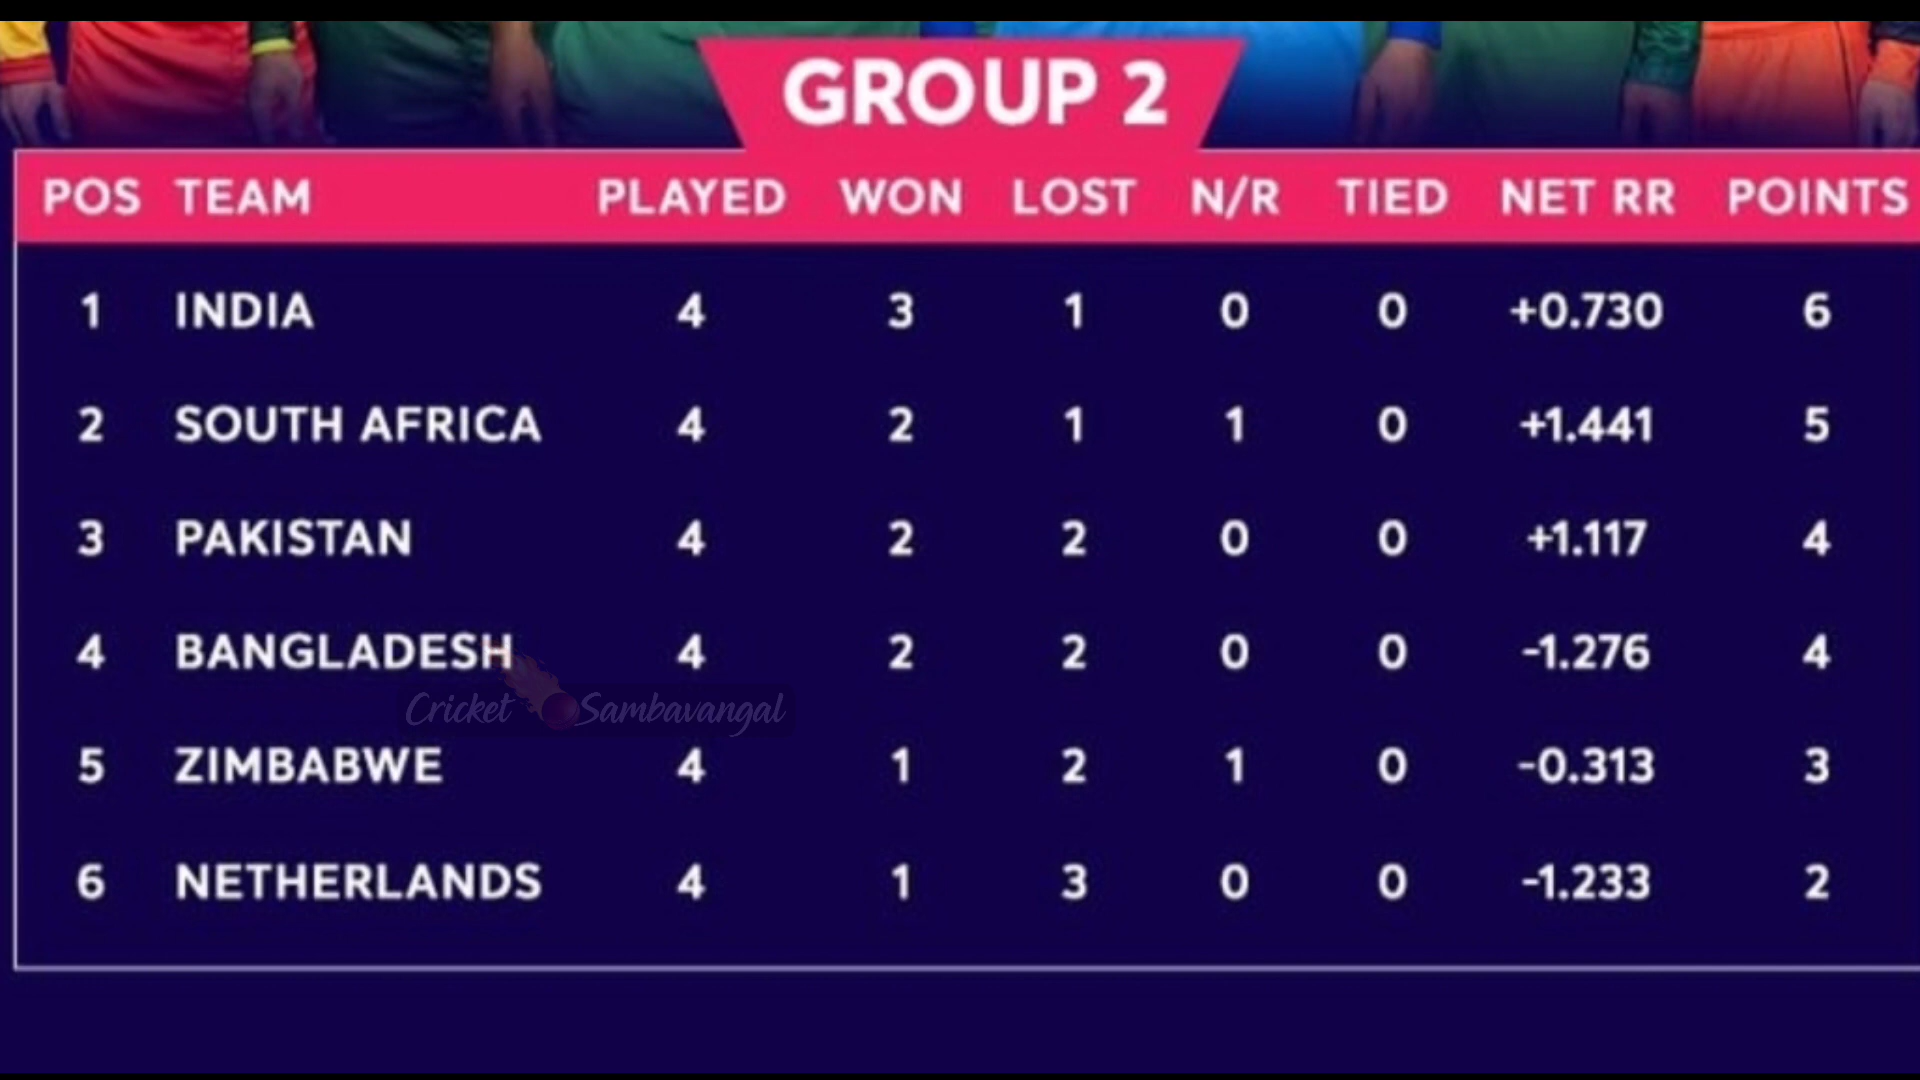 GROUP 2
POS TEAM PLAYED WON LOST N/R TIED NET RR POINTS
1 INDIA 4 3 1 0 0 +0.730 6
2 SOUTH AFRICA 4 2 1 1 0 +1.441 5
3 PAKISTAN 4 2 2 0 0 +1.117 4
4 BANGLADESH 4 2 2 0 0 -1.276 4
Cricket Sambavangal
5 ZIMBABWE 4 1 2 1 0 -0.313 3
6 NETHERLANDS 4 1 3 0 0 -1.233 2